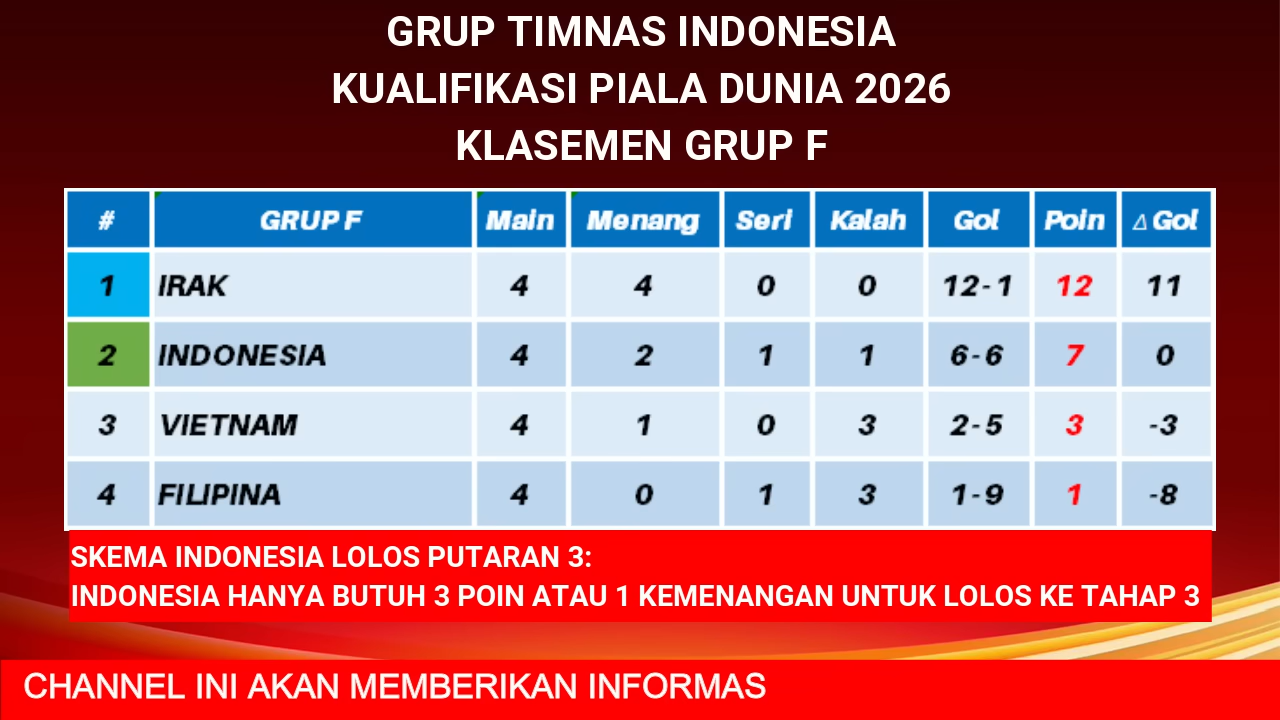 GRUP TIMNAS INDONESIA
KUALIFIKASI PIALA DUNIA 2026
KLASEMEN GRUP F
# GRUP F Main Menang Seri Kalah Gol Poin Δ Gol
1 IRAK 4 4 0 0 12-1 12 11
2 INDONESIA 4 2 1 1 6-6 7 0
3 VIETNAM 4 1 0 3 2-5 3 -3
4 FILIPINA 4 0 1 3 1-9 1 -8
SKEMA INDONESIA LOLOS PUTARAN 3:
INDONESIA HANYA BUTUH 3 POIN ATAU 1 KEMENANGAN UNTUK LOLOS KE TAHAP 3
CHANNEL INI AKAN MEMBERIKAN INFORMAS